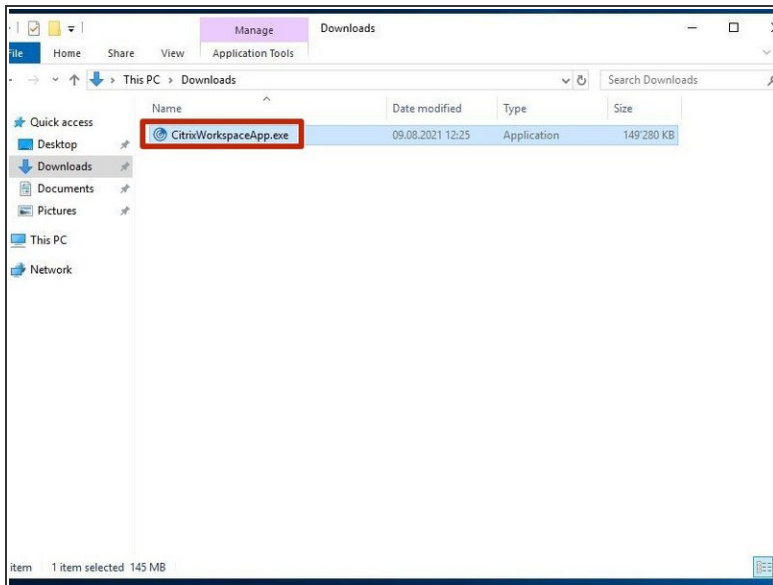 Manage Downloads
File Home Share View Application Tools
This PC > Downloads Search Downloads
Name Date modified Type Size
Quick access
CitrixWorkspaceApp.exe 09.08.2021 12:25 Application 149'280 KB
Desktop
Downloads
Documents
Pictures
This PC
Network
item 1 item selected 145 MB